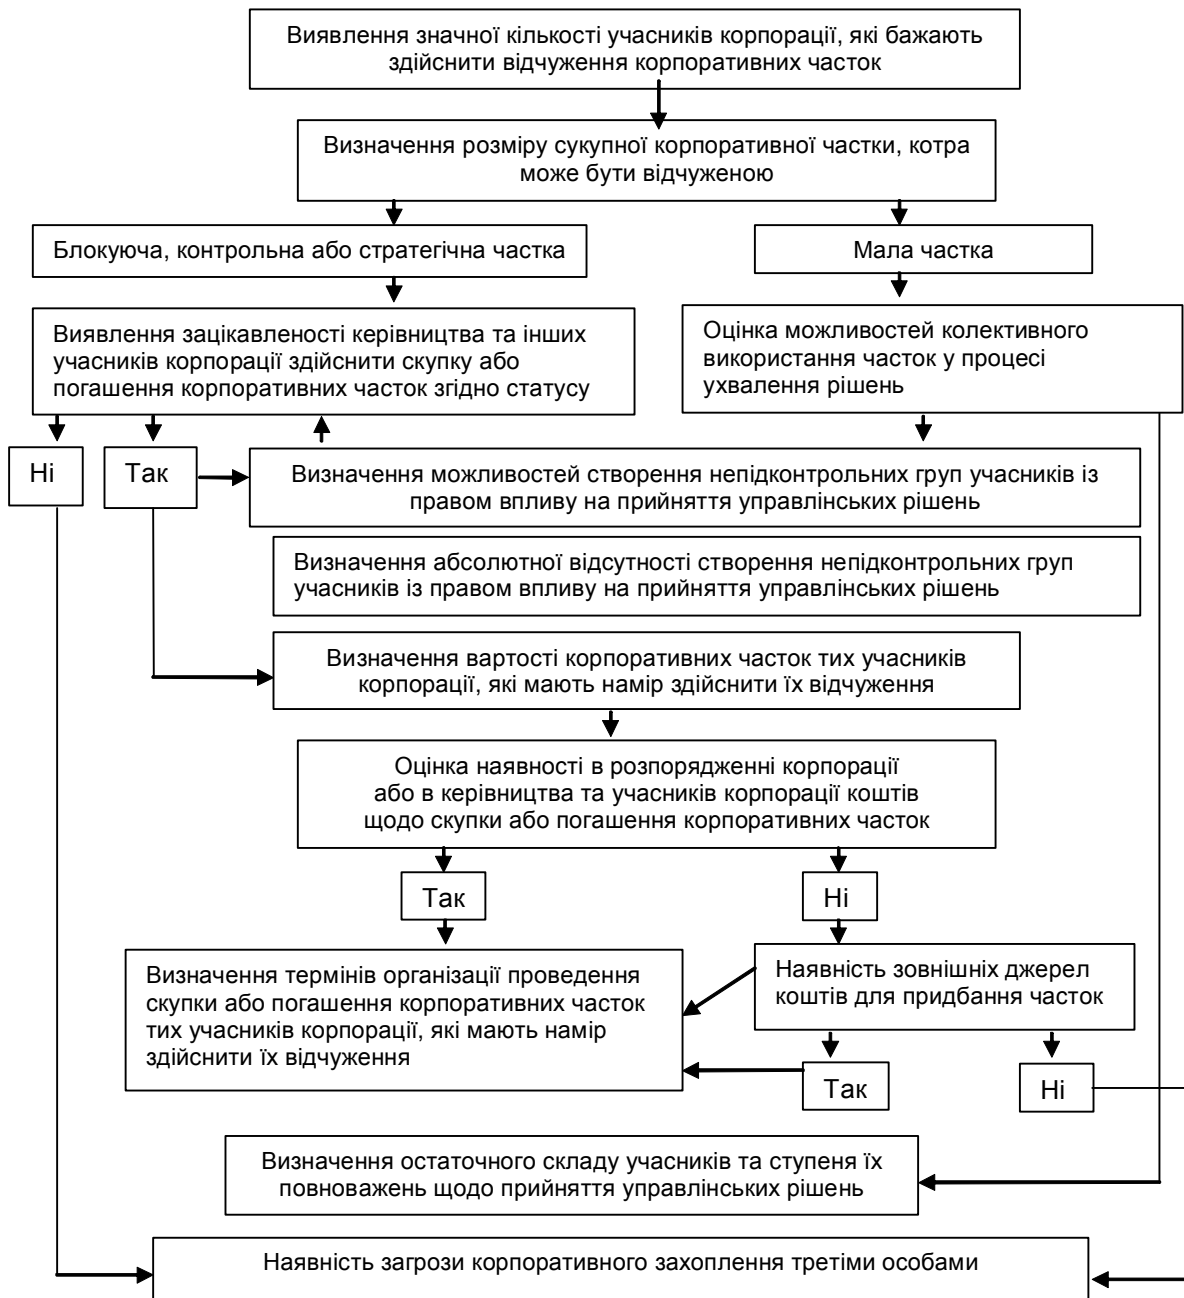 Виявлення значної кількості учасників корпорації, які бажають
здійснити відчуження корпоративних часток
Визначення розміру сукупної корпоративної частки, котра
може бути відчуженою
Блокуюча, контрольна або стратегічна частка
Мала частка
Виявлення зацікавленості керівництва та інших
учасників корпорації здійснити скупку або
погашення корпоративних часток згідно статусу
Оцінка можливостей колективного
використання часток у процесі
ухвалення рішень
Ні
Так
Визначення можливостей створення непідконтрольних груп учасників із
правом впливу на прийняття управлінських рішень
Визначення абсолютної відсутності створення непідконтрольних груп
учасників із правом впливу на прийняття управлінських рішень
Визначення вартості корпоративних часток тих учасників
корпорації, які мають намір здійснити їх відчуження
Оцінка наявності в розпорядженні корпорації
або в керівництва та учасників корпорації коштів
щодо скупки або погашення корпоративних часток
Так
Ні
Визначення термінів організації проведення
скупки або погашення корпоративних часток
тих учасників корпорації, які мають намір
здійснити їх відчуження
Наявність зовнішніх джерел
коштів для придбання часток
Так
Ні
Визначення остаточного складу учасників та ступеня їх
повноважень щодо прийняття управлінських рішень
Наявність загрози корпоративного захоплення третіми особами